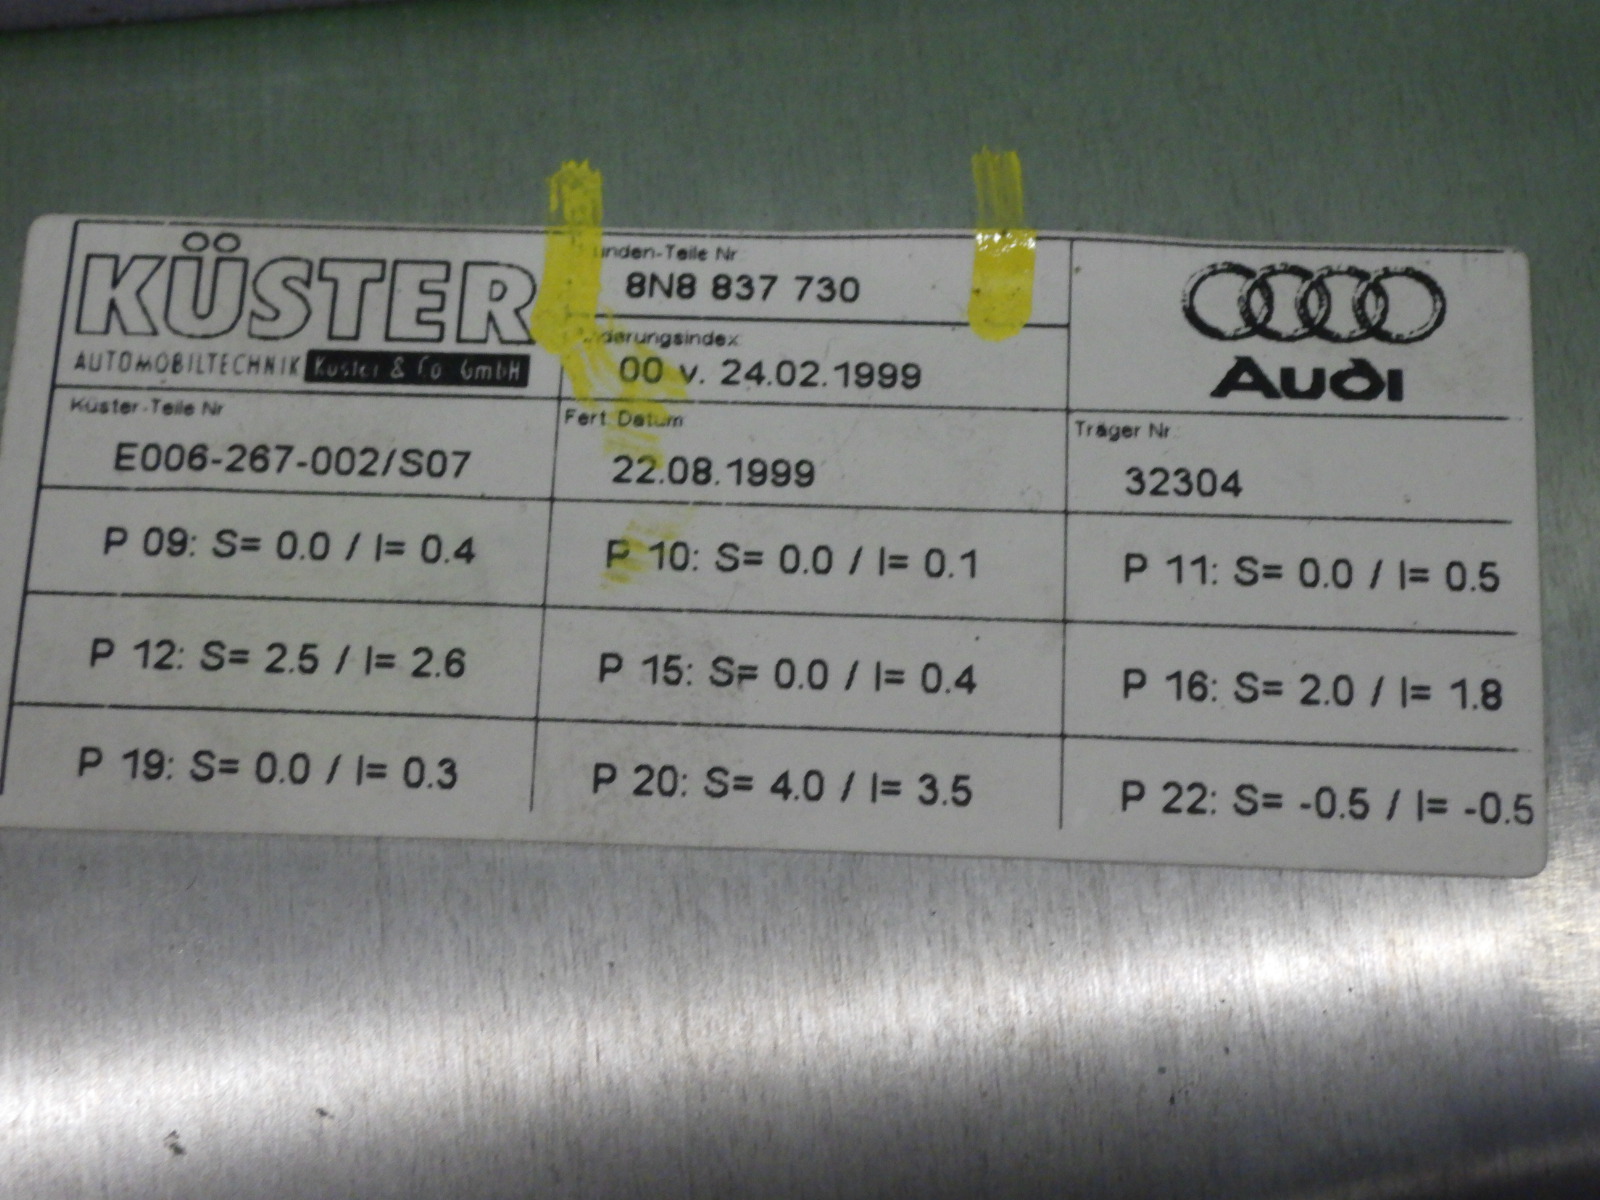 KÜSTER
AUTOMOBILTECHNIK Küster & Co. GmbH
unden-Teile Nr
8N8 837 730
derungsindex
00 v. 24.02.1999
Audi
Küster-Teile Nr
E006-267-002/S07
Fert. Datum
22.08.1999
Träger Nr.
32304
P 09: S= 0.0 / I= 0.4
P 10: S= 0.0 / I= 0.1
P 11: S= 0.0 / I= 0.5
P 12: S= 2.5 / I= 2.6
P 15: S= 0.0 / I= 0.4
P 16: S= 2.0 / I= 1.8
P 19: S= 0.0 / I= 0.3
P 20: S= 4.0 / I= 3.5
P 22: S= -0.5 / I= -0.5